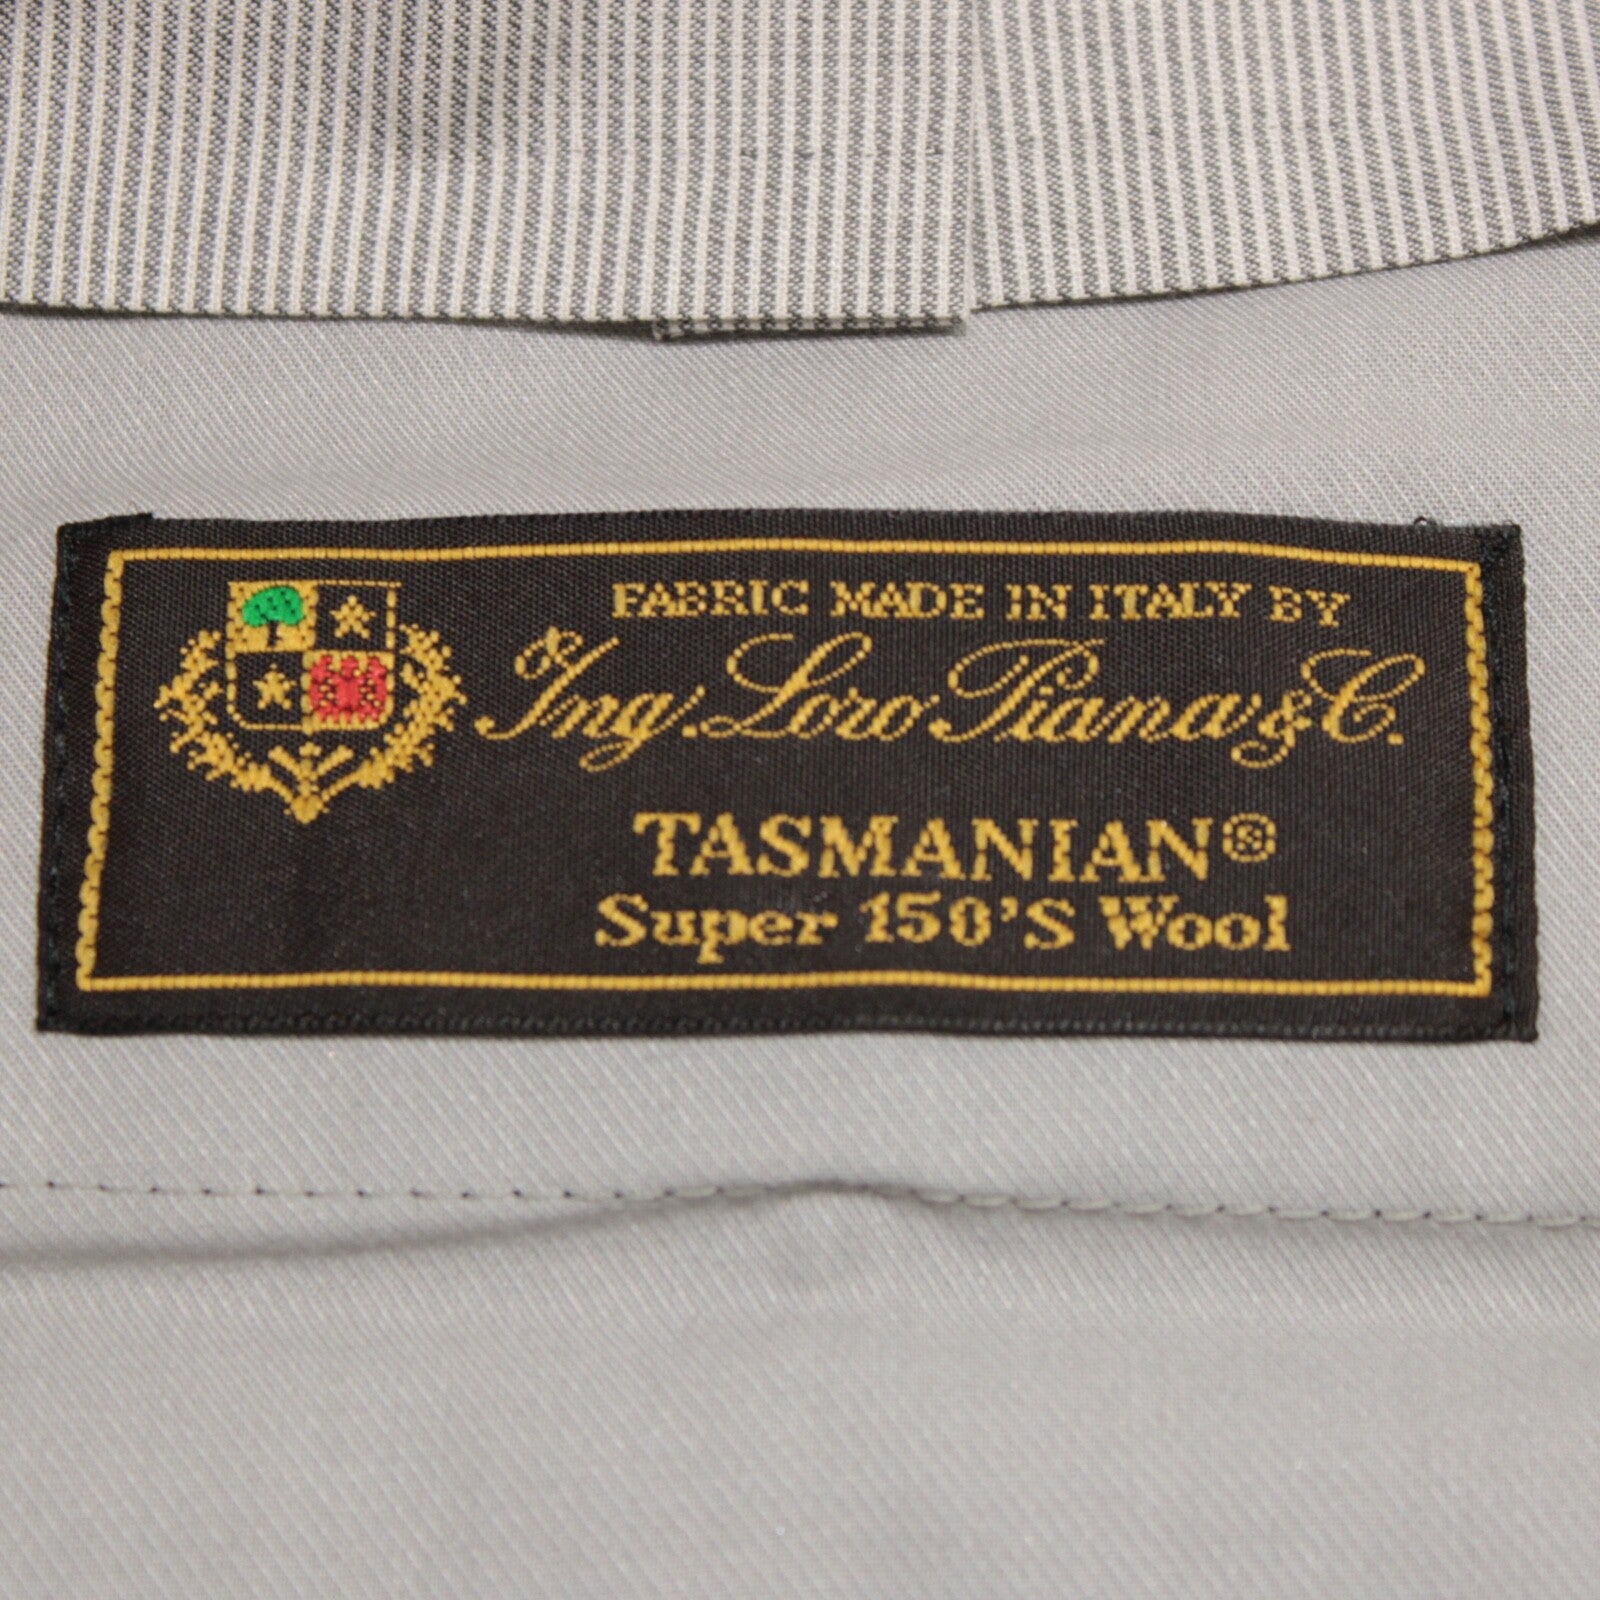 FABRIC MADE IN ITALY BY
Ing. Loro Piana & C.
TASMANIAN®
Super 150'S Wool